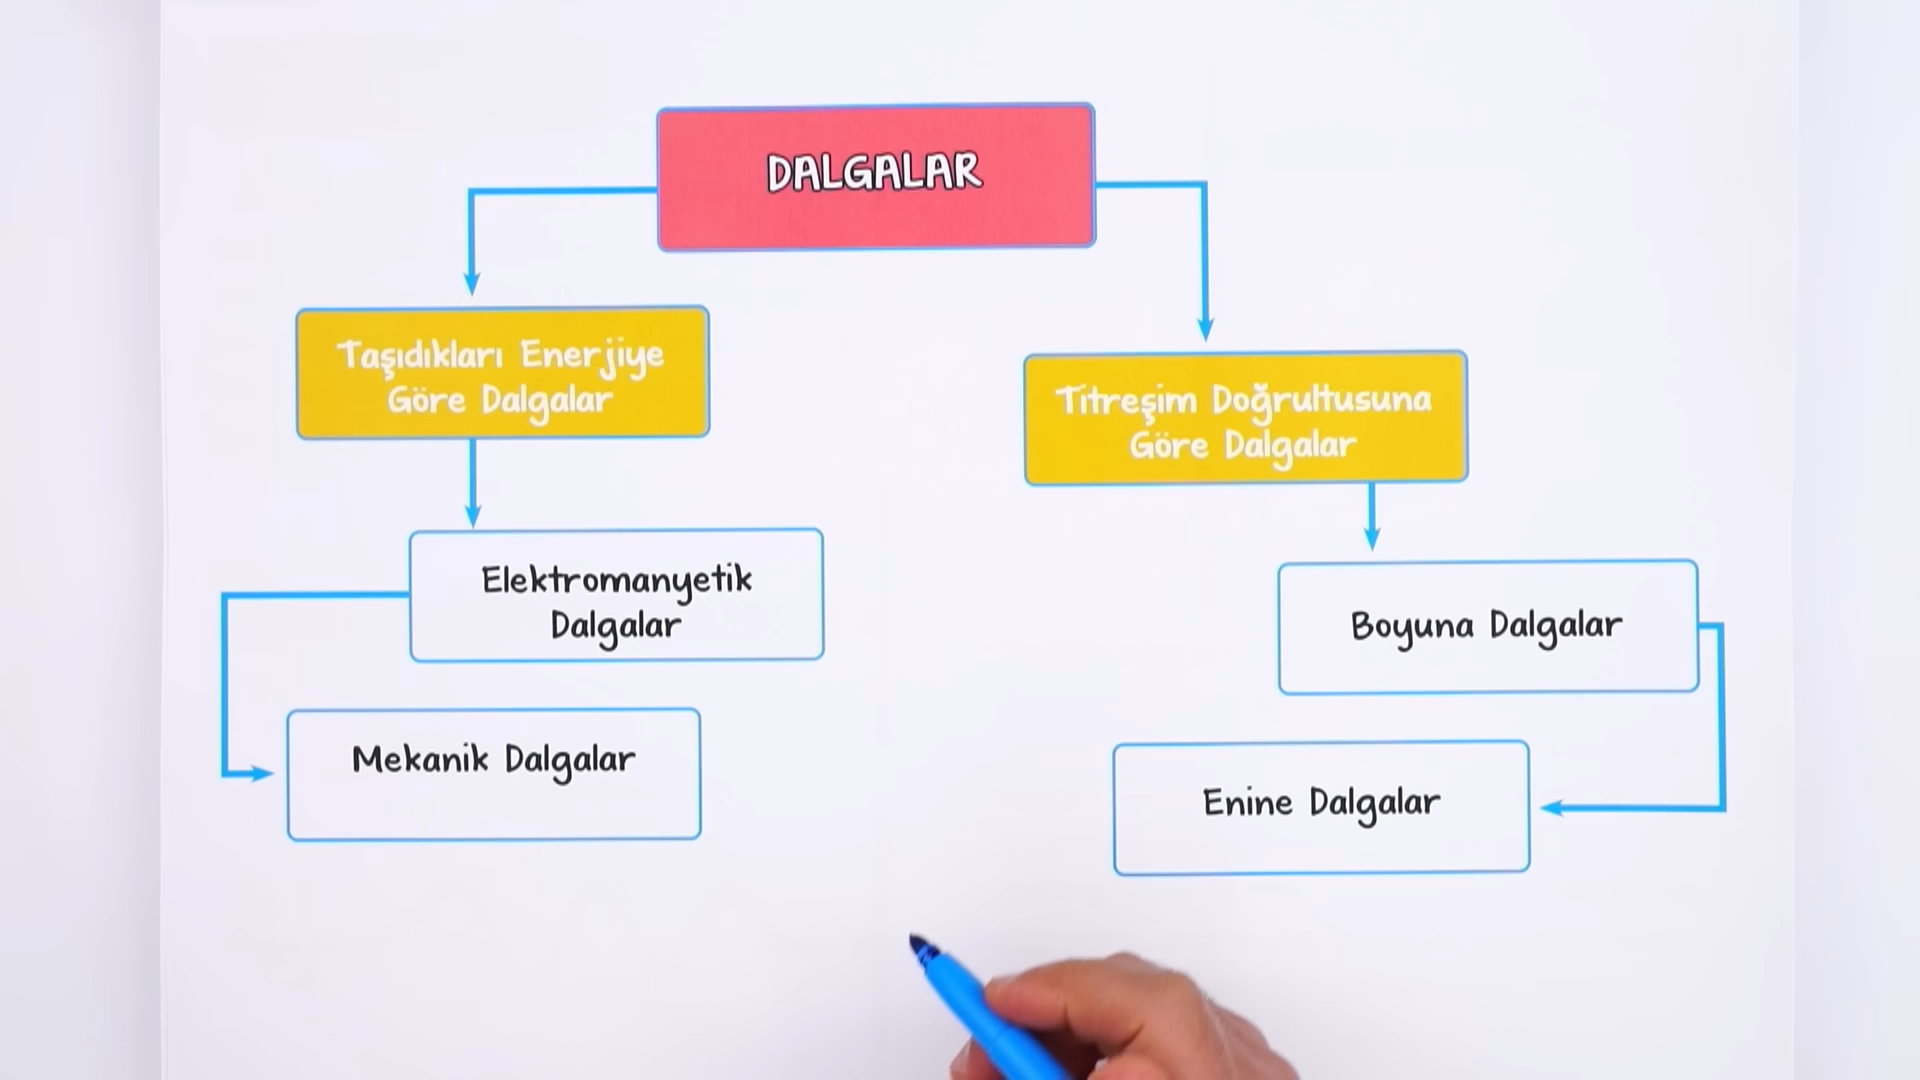 DALGALAR
Taşıdıkları Enerjiye
Göre Dalgalar
Titreşim Doğrultusuna
Göre Dalgalar
Elektromanyetik
Dalgalar
Boyuna Dalgalar
Mekanik Dalgalar
Enine Dalgalar